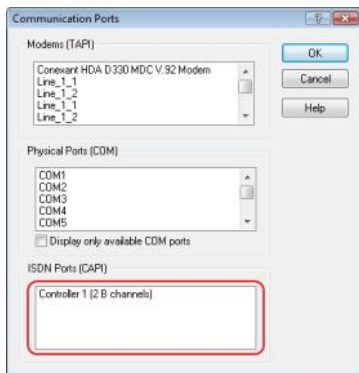 Communication Ports
Modems (TAPI)
Conexant HDA D330 MDC V.92 Modem
Line_1_1
Line_1_2
Line_1_1
Line_1_2
OK
Cancel
Help
Physical Ports (COM)
COM1
COM2
COM3
COM4
COM5
Display only available COM ports
ISDN Ports (CAPI)
Controller 1 (2 B channels)